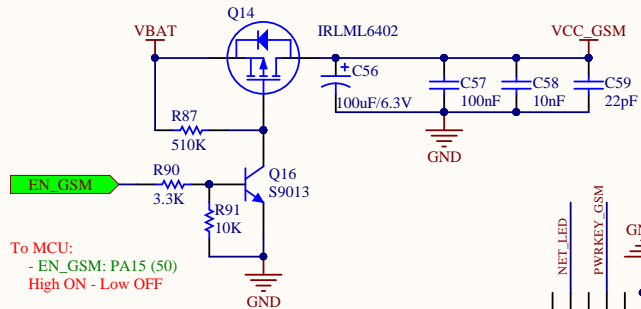 Q14
VBAT
IRLML6402
VCC_GSM
C56
100uF/6.3V
C57
100nF
C58
10nF
C59
22pF
R87
510K
GND
Q16
S9013
EN_GSM
R90
3.3K
R91
10K
To MCU:
- EN_GSM: PA15 (50)
High ON - Low OFF
GND
NET_LED
PWRKEY_GSM